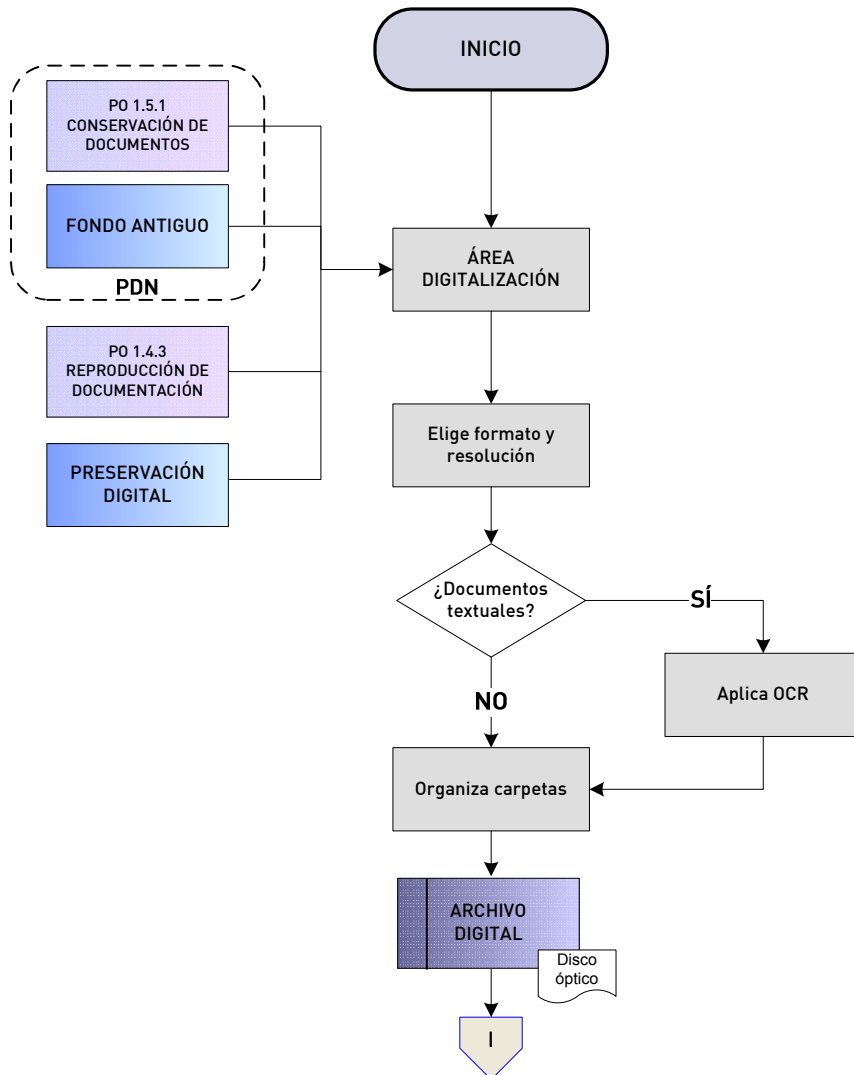 INICIO
PO 1.5.1
CONSERVACIÓN DE
DOCUMENTOS
FONDO ANTIGUO
PDN
PO 1.4.3
REPRODUCCIÓN DE
DOCUMENTACIÓN
PRESERVACIÓN
DIGITAL
ÁREA
DIGITALIZACIÓN
Elige formato y
resolución
¿Documentos
textuales?
SÍ
Aplica OCR
NO
Organiza carpetas
ARCHIVO
DIGITAL
Disco
óptico
I